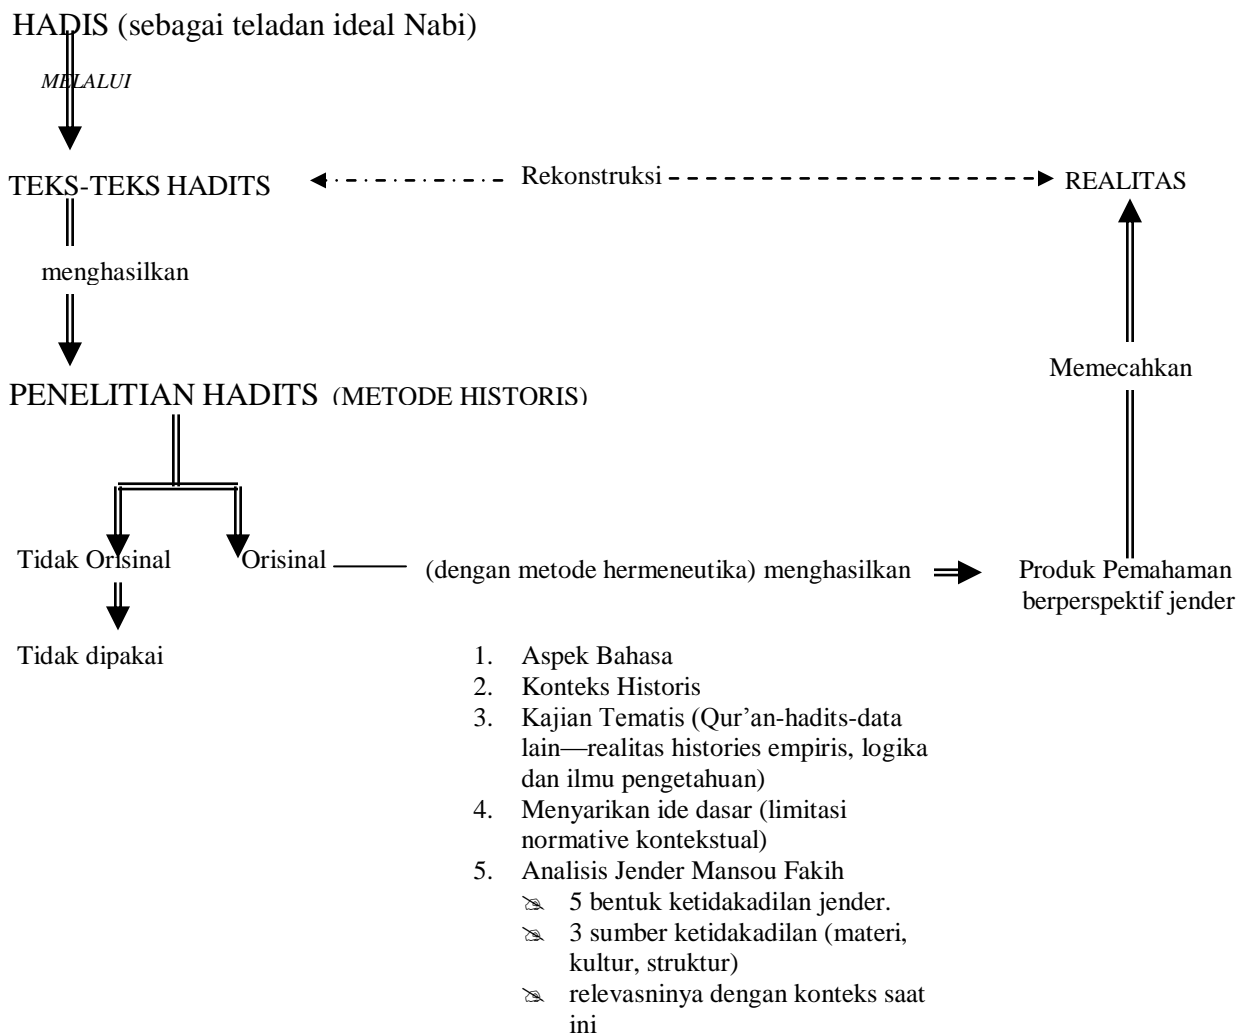 HADIS (sebagai teladan ideal Nabi)
MELALUI
TEKS-TEKS HADITS
Rekonstruksi
REALITAS
menghasilkan
Memecahkan
PENELITIAN HADITS (METODE HISTORIS)
Tidak Orisinal
Orisinal
(dengan metode hermeneutika) menghasilkan
Produk Pemahaman
berperspektif jender
Tidak dipakai
1. Aspek Bahasa
2. Konteks Historis
3. Kajian Tematis (Qur’an-hadits-data
lain—realitas histories empiris, logika
dan ilmu pengetahuan)
4. Menyarikan ide dasar (limitasi
normative kontekstual)
5. Analisis Jender Mansou Fakih
5 bentuk ketidakadilan jender.
3 sumber ketidakadilan (materi,
kultur, struktur)
relevasninya dengan konteks saat
ini